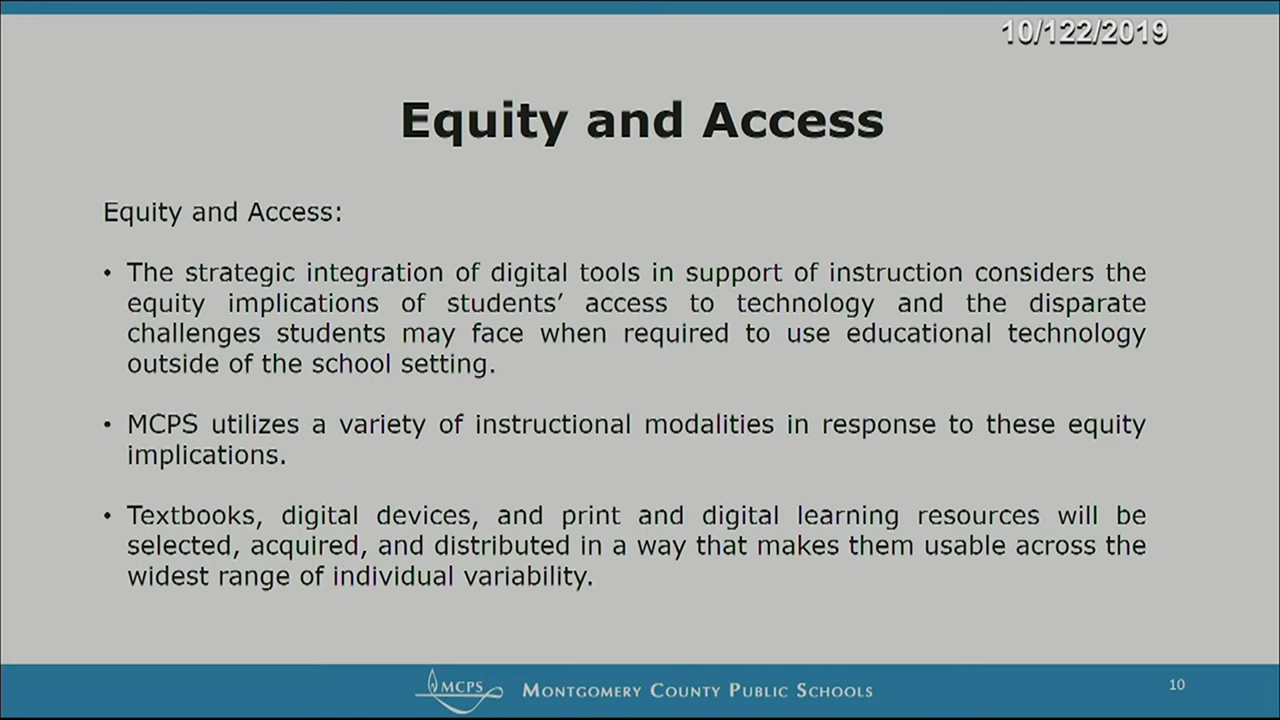 10/122/2019
Equity and Access
Equity and Access:
• The strategic integration of digital tools in support of instruction considers the
equity implications of students’ access to technology and the disparate
challenges students may face when required to use educational technology
outside of the school setting.
• MCPS utilizes a variety of instructional modalities in response to these equity
implications.
• Textbooks, digital devices, and print and digital learning resources will be
selected, acquired, and distributed in a way that makes them usable across the
widest range of individual variability.
MCPS MONTGOMERY COUNTY PUBLIC SCHOOLS
10